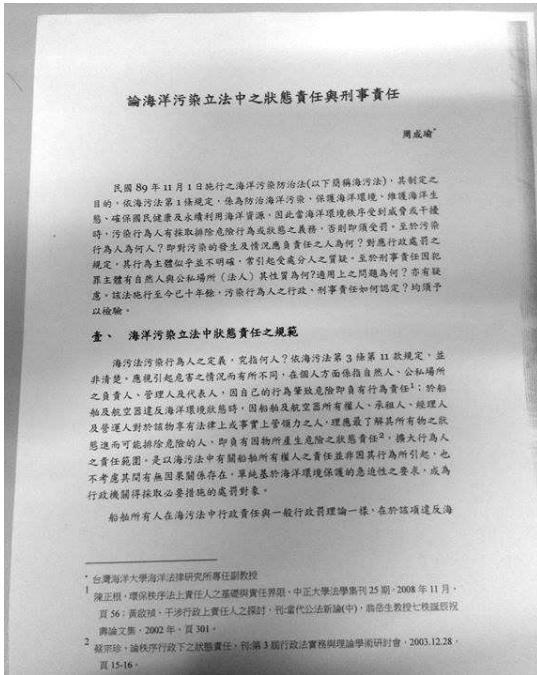 論海洋污染立法中之狀態責任與刑事責任
周成瑜*
民國 89 年 11 月 1 日施行之海洋污染防治法(以下簡稱海污法)，其制定之
目的，依海污法第 1 條規定，係為防治海洋污染，保護海洋環境、維護海洋生
態、確保國民健康及永續利用海洋資源。因此當海洋環境秩序受到威脅或干擾
時，污染行為人有採取排除危險行為或狀態之義務，否則即須受罰。至於污染
行為人為何人？即對污染的發生及情況應負責任之人為何？對應行政處罰之
規定，其行為主體似乎並不明確，常引起受處分人之質疑。至於刑事責任因犯
罪主體有自然人與公私場所（法人）其性質為何？適用上之問題為何？亦有疑
慮。該法施行至今已十年餘，污染行為人之行政、刑事責任如何認定？均須予
以檢驗。
壹、 海洋污染立法中狀態責任之規範
海污法污染行為人之定義，究指何人？依海污法第 3 條第 11 款規定，並
非清楚。應視引起危害之情況而有所不同，在個人方面係指自然人、公私場所
之負責人、管理人及代表人，因自己的行為肇致危險即負有行為責任1；於船
舶及航空器違反海洋環境狀態時，因船舶及航空器所有權人、承租人、經理人
及營運人對於該物享有法律上或事實上管領力之人，理應最了解其所有物之狀
態進而可能排除危險的人，即負有因物所產生危險之狀態責任2，擴大行為人
之責任範圍。是以海污法中有關船舶所有權人之責任並非因其行為所引起，也
不考慮其間有無因果關係存在，單純基於海洋環境保護的急迫性之要求，成為
行政機關得採取必要措施的處罰對象。
船舶所有人在海污法中行政責任與一般行政罰理論一樣，在於該項違反海
* 台灣海洋大學海洋法律研究所專任副教授
1 陳正根，環保秩序法上責任人之基礎與責任界限，中正大學法學集刊 25 期，2008 年 11 月，
頁 56；黃啟禎，干涉行政上責任人之探討，刊:當代公法新論(中)，翁岳生教授七秩誕辰祝
壽論文集，2002 年，頁 301。
2 蔡宗珍，論秩序行政下之狀態責任，刊:第 3 屆行政法實務與理論學術研討會，2003.12.28，
頁 15-16。